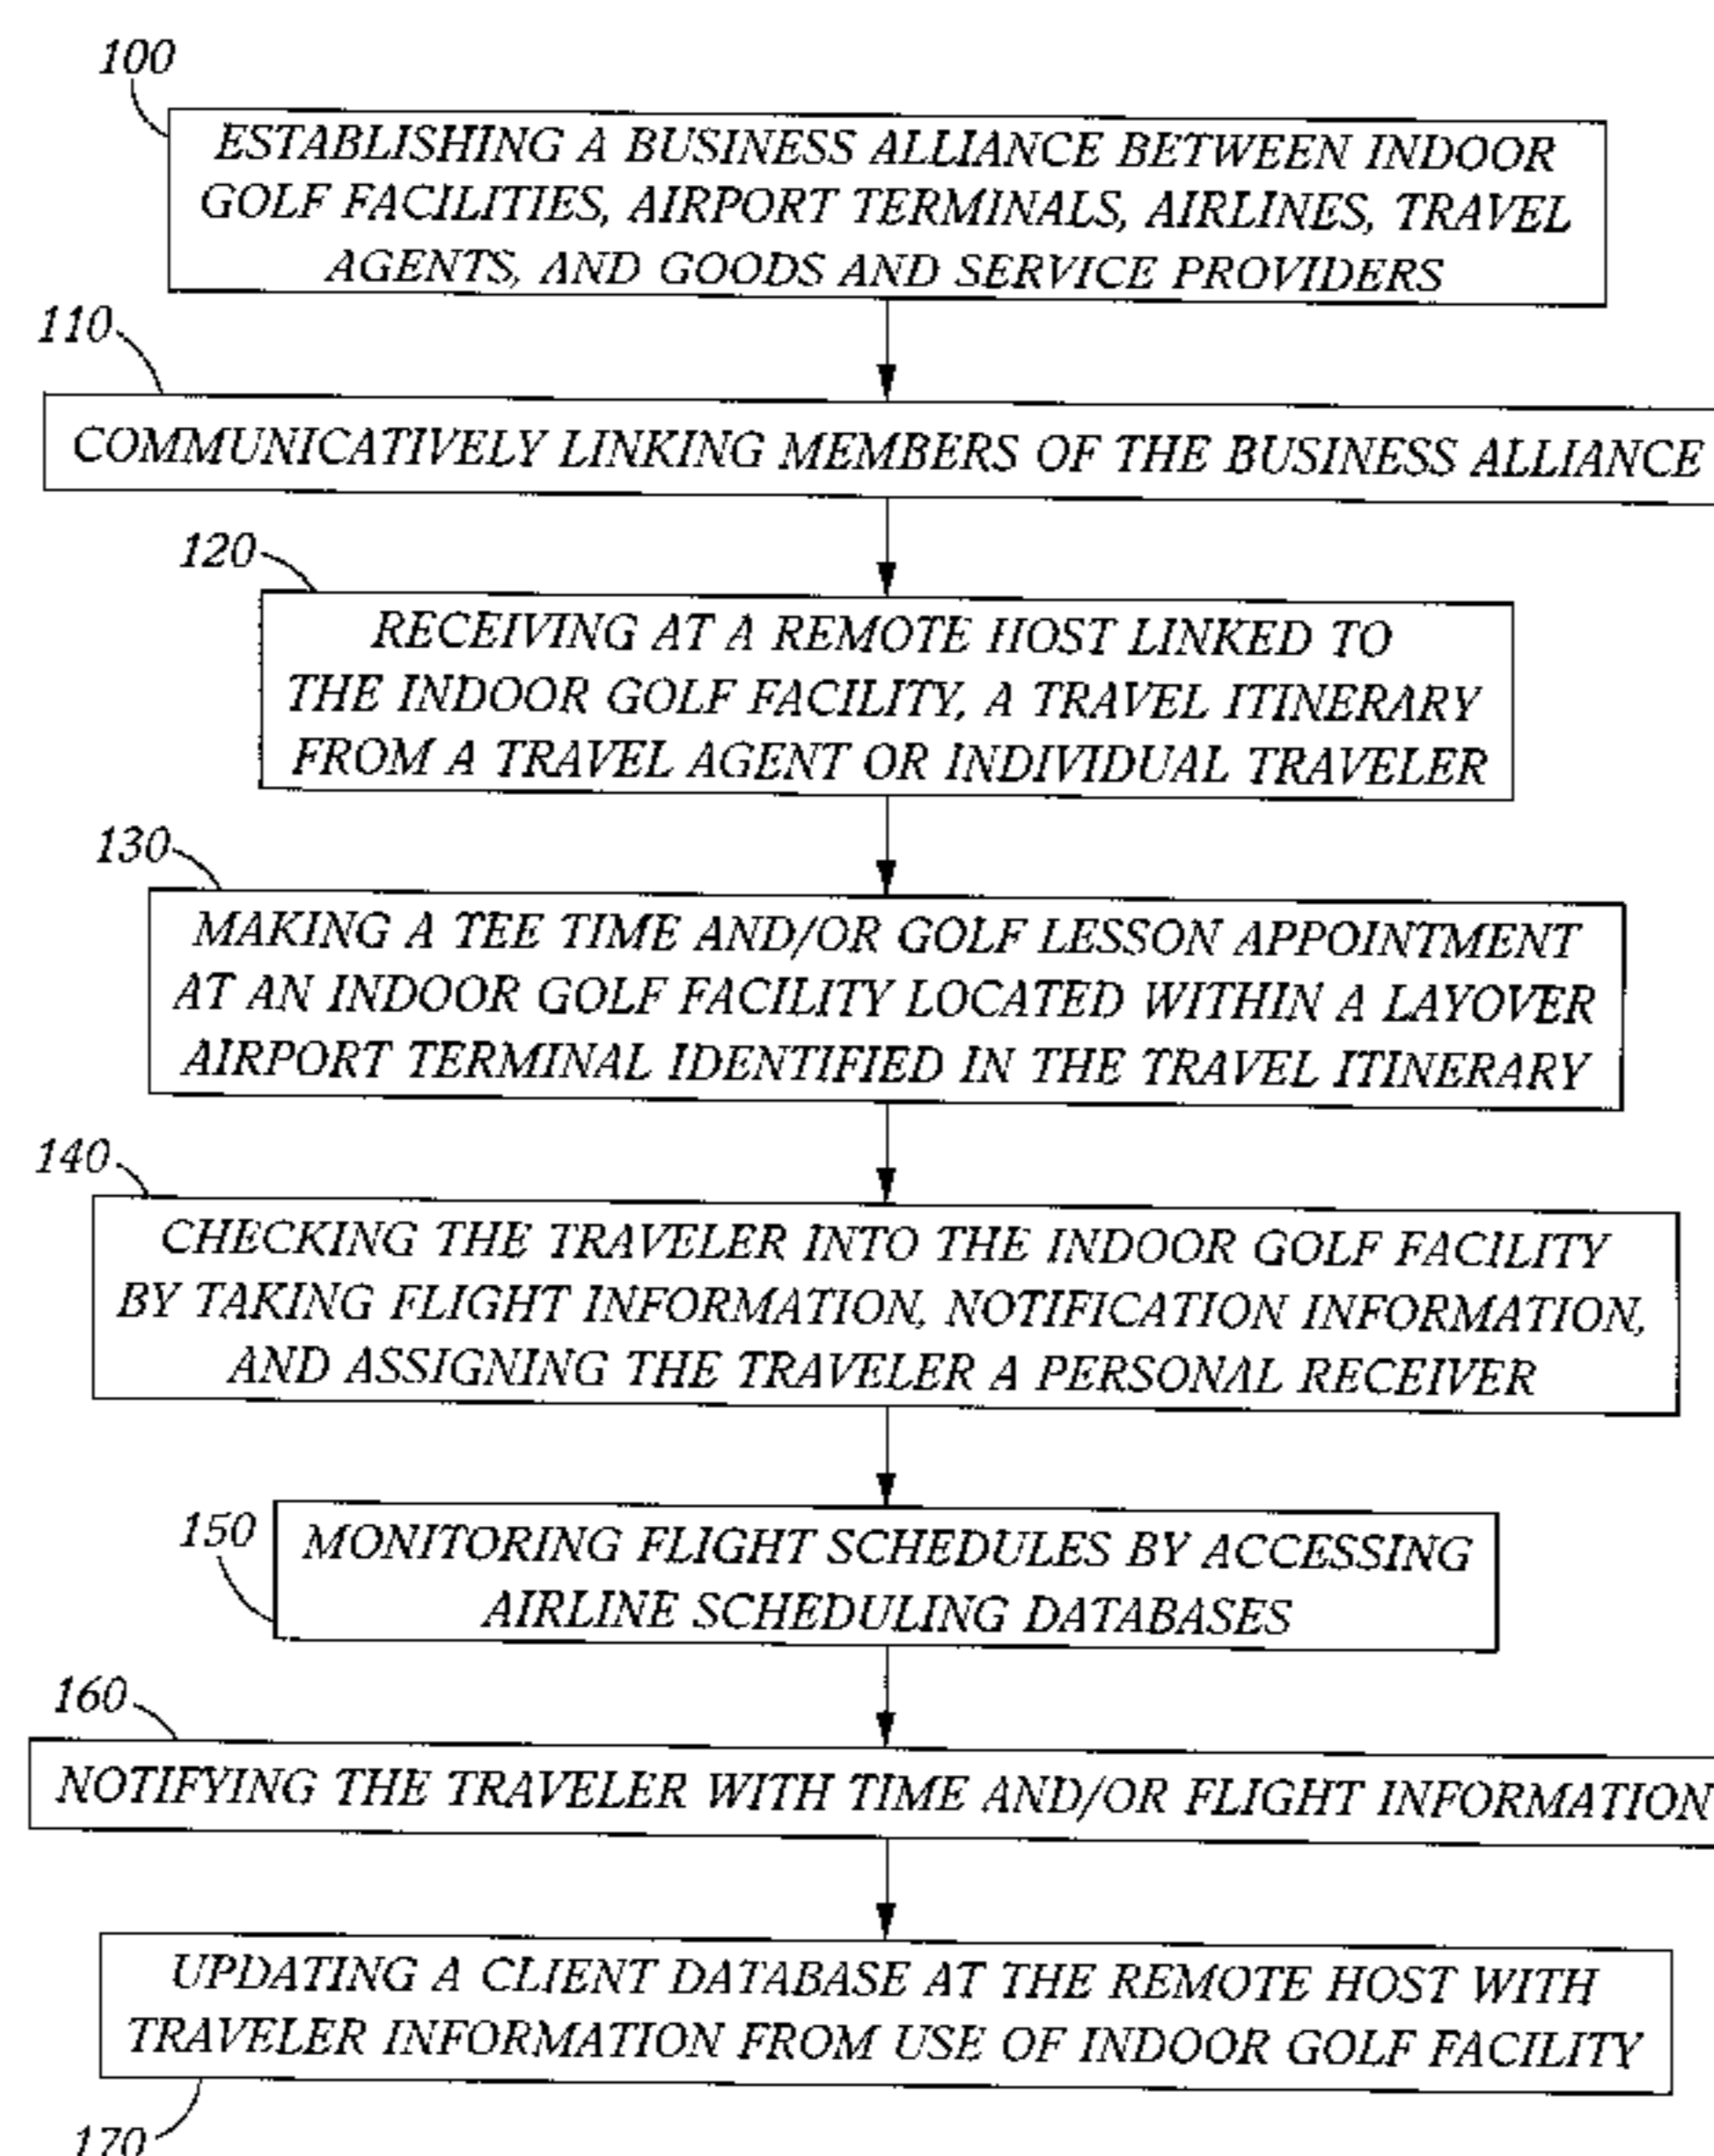 100
ESTABLISHING A BUSINESS ALLIANCE BETWEEN INDOOR
GOLF FACILITIES, AIRPORT TERMINALS, AIRLINES, TRAVEL
AGENTS, AND GOODS AND SERVICE PROVIDERS
110
COMMUNICATIVELY LINKING MEMBERS OF THE BUSINESS ALLIANCE
120
RECEIVING AT A REMOTE HOST LINKED TO
THE INDOOR GOLF FACILITY, A TRAVEL ITINERARY
FROM A TRAVEL AGENT OR INDIVIDUAL TRAVELER
130
MAKING A TEE TIME AND/OR GOLF LESSON APPOINTMENT
AT AN INDOOR GOLF FACILITY LOCATED WITHIN A LAYOVER
AIRPORT TERMINAL IDENTIFIED IN THE TRAVEL ITINERARY
140
CHECKING THE TRAVELER INTO THE INDOOR GOLF FACILITY
BY TAKING FLIGHT INFORMATION, NOTIFICATION INFORMATION,
AND ASSIGNING THE TRAVELER A PERSONAL RECEIVER
150
MONITORING FLIGHT SCHEDULES BY ACCESSING
AIRLINE SCHEDULING DATABASES
160
NOTIFYING THE TRAVELER WITH TIME AND/OR FLIGHT INFORMATION
UPDATING A CLIENT DATABASE AT THE REMOTE HOST WITH
TRAVELER INFORMATION FROM USE OF INDOOR GOLF FACILITY
170